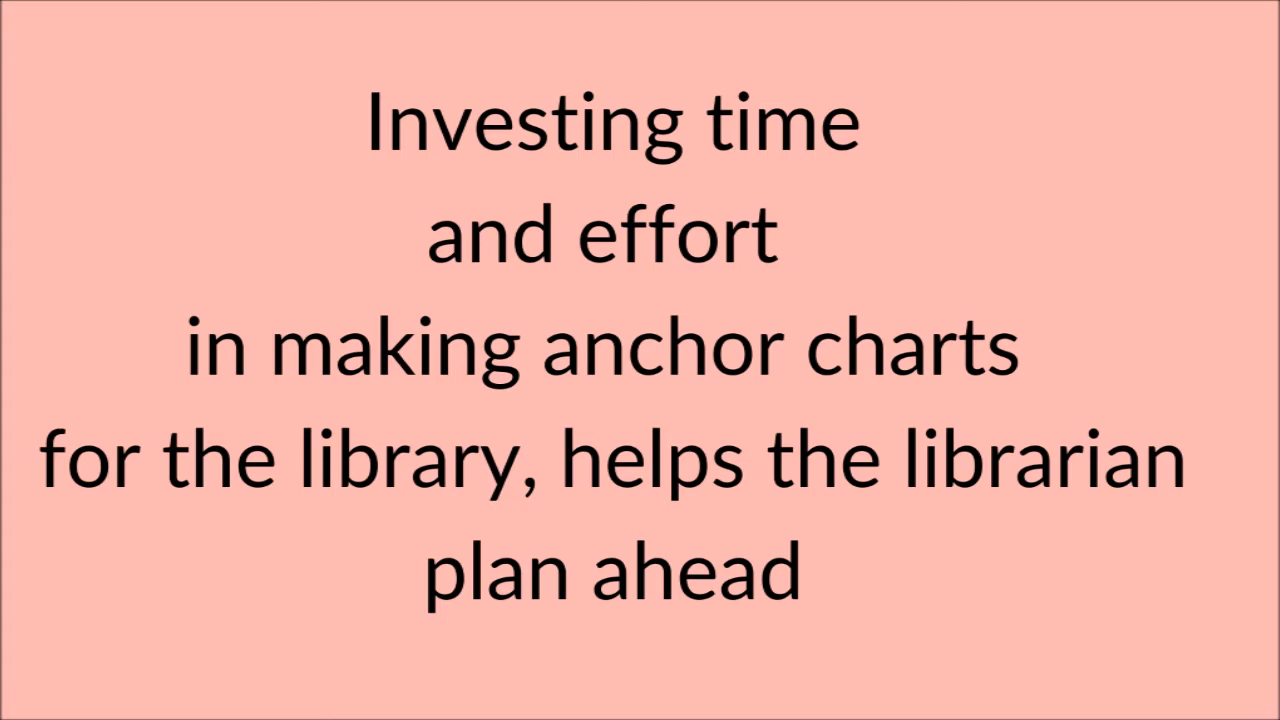 Investing time
and effort
in making anchor charts
for the library, helps the librarian
plan ahead